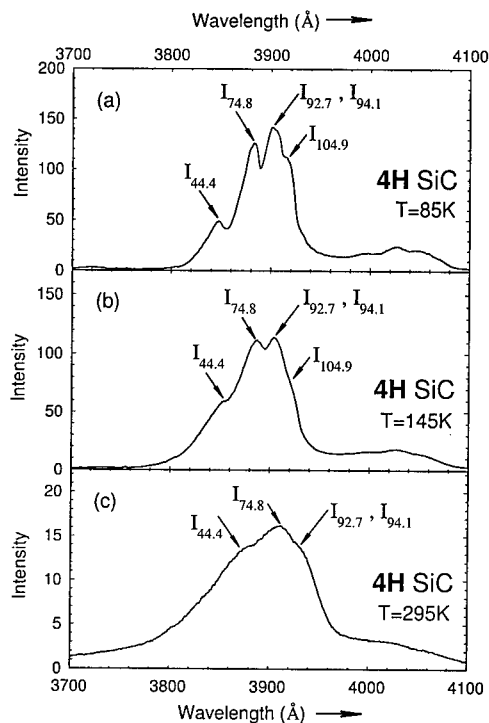 Wavelength (Å) →
3700 3800 3900 4000 4100
200
150
100
50
0
Intensity
(a)
I74.8
I92.7 , I94.1
I104.9
I44.4
4H SiC
T=85K
150
100
50
0
Intensity
(b)
I74.8
I92.7 , I94.1
I104.9
I44.4
4H SiC
T=145K
20
15
10
5
0
Intensity
(c)
I74.8
I92.7 , I94.1
I44.4
4H SiC
T=295K
3700 3800 3900 4000 4100
Wavelength (Å) →